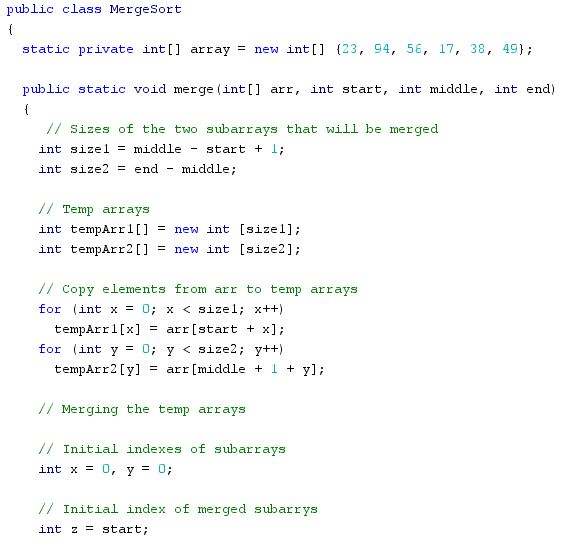 public class MergeSort
{
  static private int[] array = new int[] {23, 94, 56, 17, 38, 49};

  public static void merge(int[] arr, int start, int middle, int end)
  {
     // Sizes of the two subarrays that will be merged
    int size1 = middle - start + 1;
    int size2 = end - middle;

    // Temp arrays
    int tempArr1[] = new int [size1];
    int tempArr2[] = new int [size2];

    // Copy elements from arr to temp arrays
    for (int x = 0; x < size1; x++)
      tempArr1[x] = arr[start + x];
    for (int y = 0; y < size2; y++)
      tempArr2[y] = arr[middle + 1 + y];

    // Merging the temp arrays

    // Initial indexes of subarrays
    int x = 0, y = 0;

    // Initial index of merged subarrys
    int z = start;